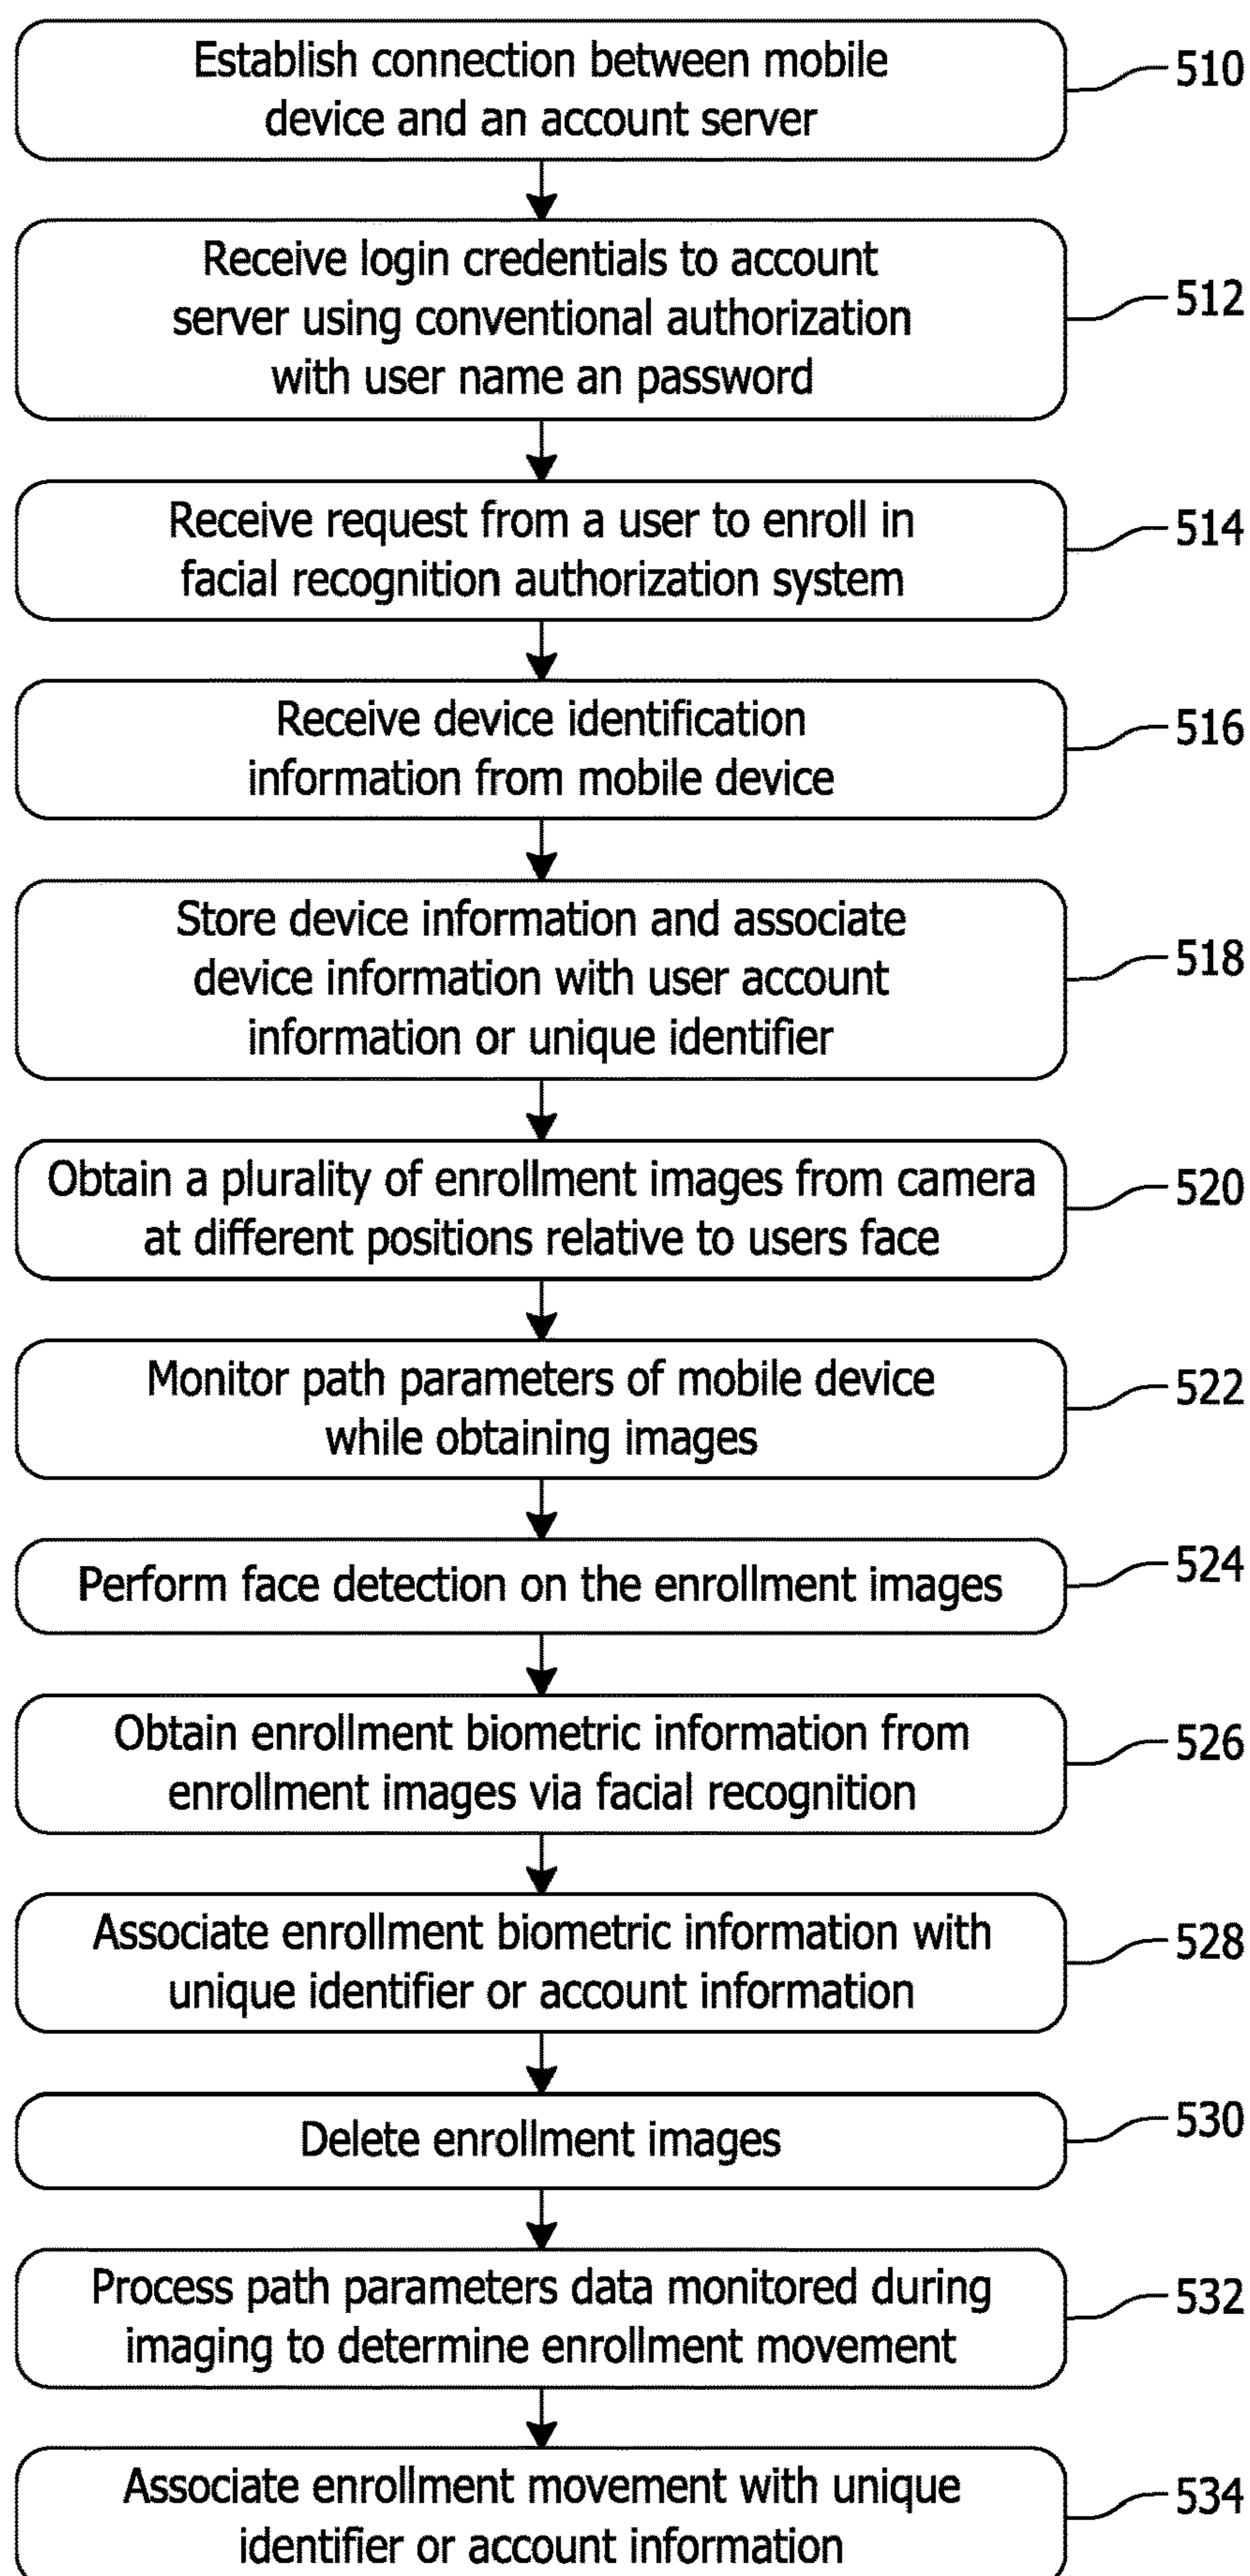 Establish connection between mobile
device and an account server
510
Receive login credentials to account
server using conventional authorization
with user name an password
512
Receive request from a user to enroll in
facial recognition authorization system
514
Receive device identification
information from mobile device
516
Store device information and associate
device information with user account
information or unique identifier
518
Obtain a plurality of enrollment images from camera
at different positions relative to users face
520
Monitor path parameters of mobile device
while obtaining images
522
Perform face detection on the enrollment images
524
Obtain enrollment biometric information from
enrollment images via facial recognition
526
Associate enrollment biometric information with
unique identifier or account information
528
Delete enrollment images
530
Process path parameters data monitored during
imaging to determine enrollment movement
532
Associate enrollment movement with unique
identifier or account information
534